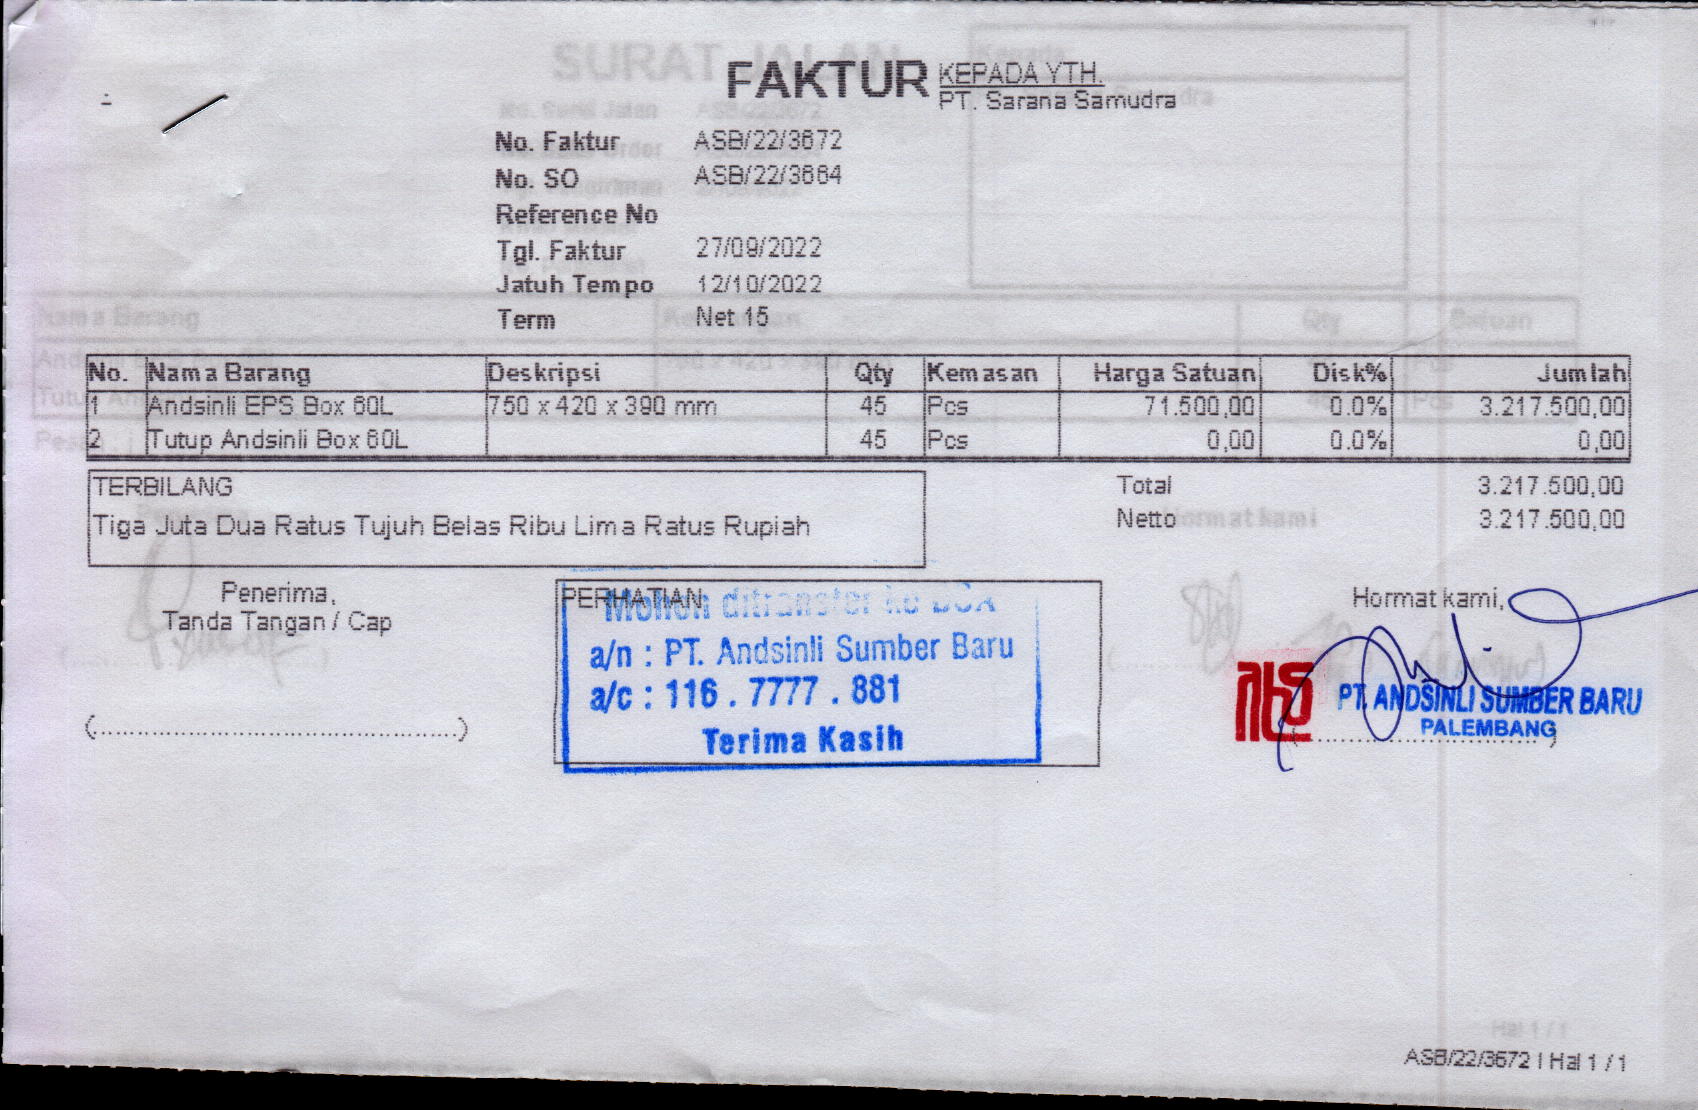 FAKTUR
KEPADA YTH.
PT. Sarana Samudra
No. Faktur ASB/22/3672
No. SO ASB/22/3664
Reference No
Tgl. Faktur 27/09/2022
Jatuh Tempo 12/10/2022
Term Net 15
No. Nama Barang Deskripsi Qty Kemasan Harga Satuan Disk% Jumlah
1 Andsinli EPS Box 60L 750 x 420 x 390 mm 45 Pcs 71.500,00 0.0% 3.217.500,00
2 Tutup Andsinli Box 60L 45 Pcs 0,00 0.0% 0,00
TERBILANG
Tiga Juta Dua Ratus Tujuh Belas Ribu Lima Ratus Rupiah
Total 3.217.500,00
Netto 3.217.500,00
Penerima,
Tanda Tangan / Cap
(..................................................)
PERHATIAN:
Mohon ditransfer ke BCA
a/n : PT. Andsinli Sumber Baru
a/c : 116 . 7777 . 881
Terima Kasih
Hormat kami,
PT. ANDSINLI SUMBER BARU
PALEMBANG
ASB/22/3672 | Hal 1 / 1